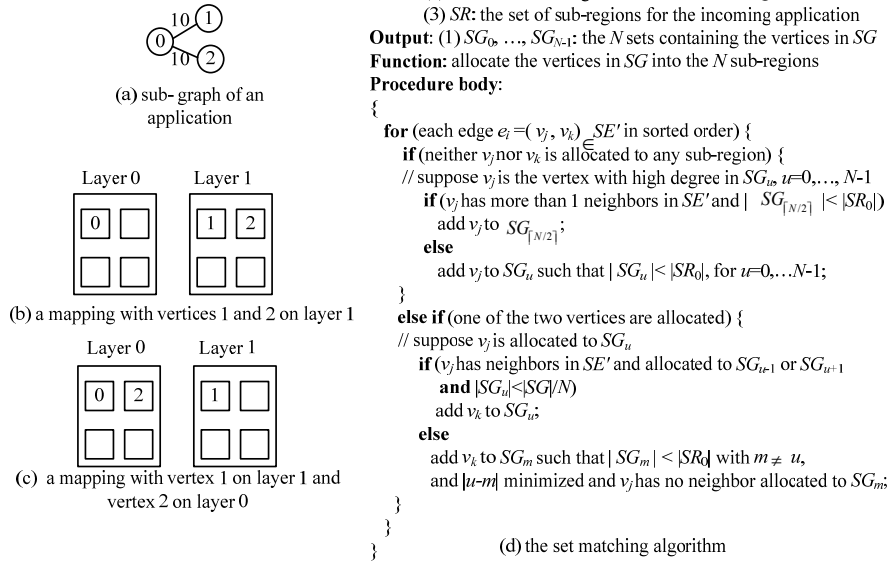 10
1
0
10
2
(a) sub- graph of an
application
Layer 0
Layer 1
0
1
2
(b) a mapping with vertices 1 and 2 on layer 1
Layer 0
Layer 1
0
2
1
(c) a mapping with vertex 1 on layer 1 and
vertex 2 on layer 0
(3) SR: the set of sub-regions for the incoming application
Output: (1) SG0, …, SGN-1: the N sets containing the vertices in SG
Function: allocate the vertices in SG into the N sub-regions
Procedure body:
{
for (each edge ei =( vj , vk) ∈ SE' in sorted order) {
if (neither vj nor vk is allocated to any sub-region) {
// suppose vj is the vertex with high degree in SGu, u=0,…, N-1
if (vj has more than 1 neighbors in SE' and | SG⌈N/2⌉ |< |SR0|)
add vj to SG⌈N/2⌉ ;
else
add vj to SGu such that | SGu |< |SR0|, for u=0,…N-1;
}
else if (one of the two vertices are allocated) {
// suppose vj is allocated to SGu
if (vj has neighbors in SE' and allocated to SGu-1 or SGu+1
and |SGu|<|SG|/N)
add vk to SGu;
else
add vk to SGm such that | SGm | < |SR0| with m ≠ u,
and |u-m| minimized and vj has no neighbor allocated to SGm;
}
}
}
(d) the set matching algorithm